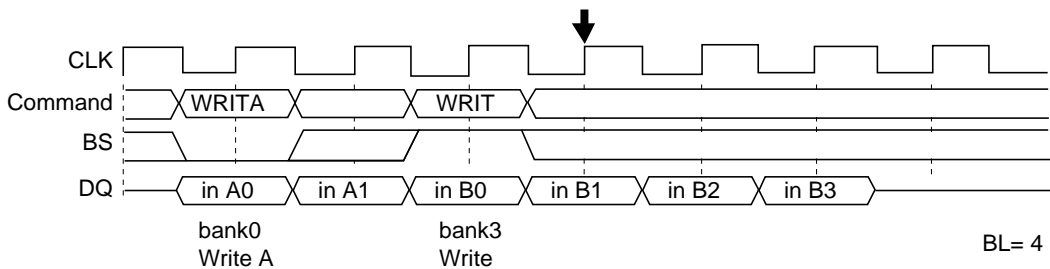 CLK
Command WRITA WRIT
BS
DQ in A0 in A1 in B0 in B1 in B2 in B3
bank0 bank3
Write A Write
BL= 4